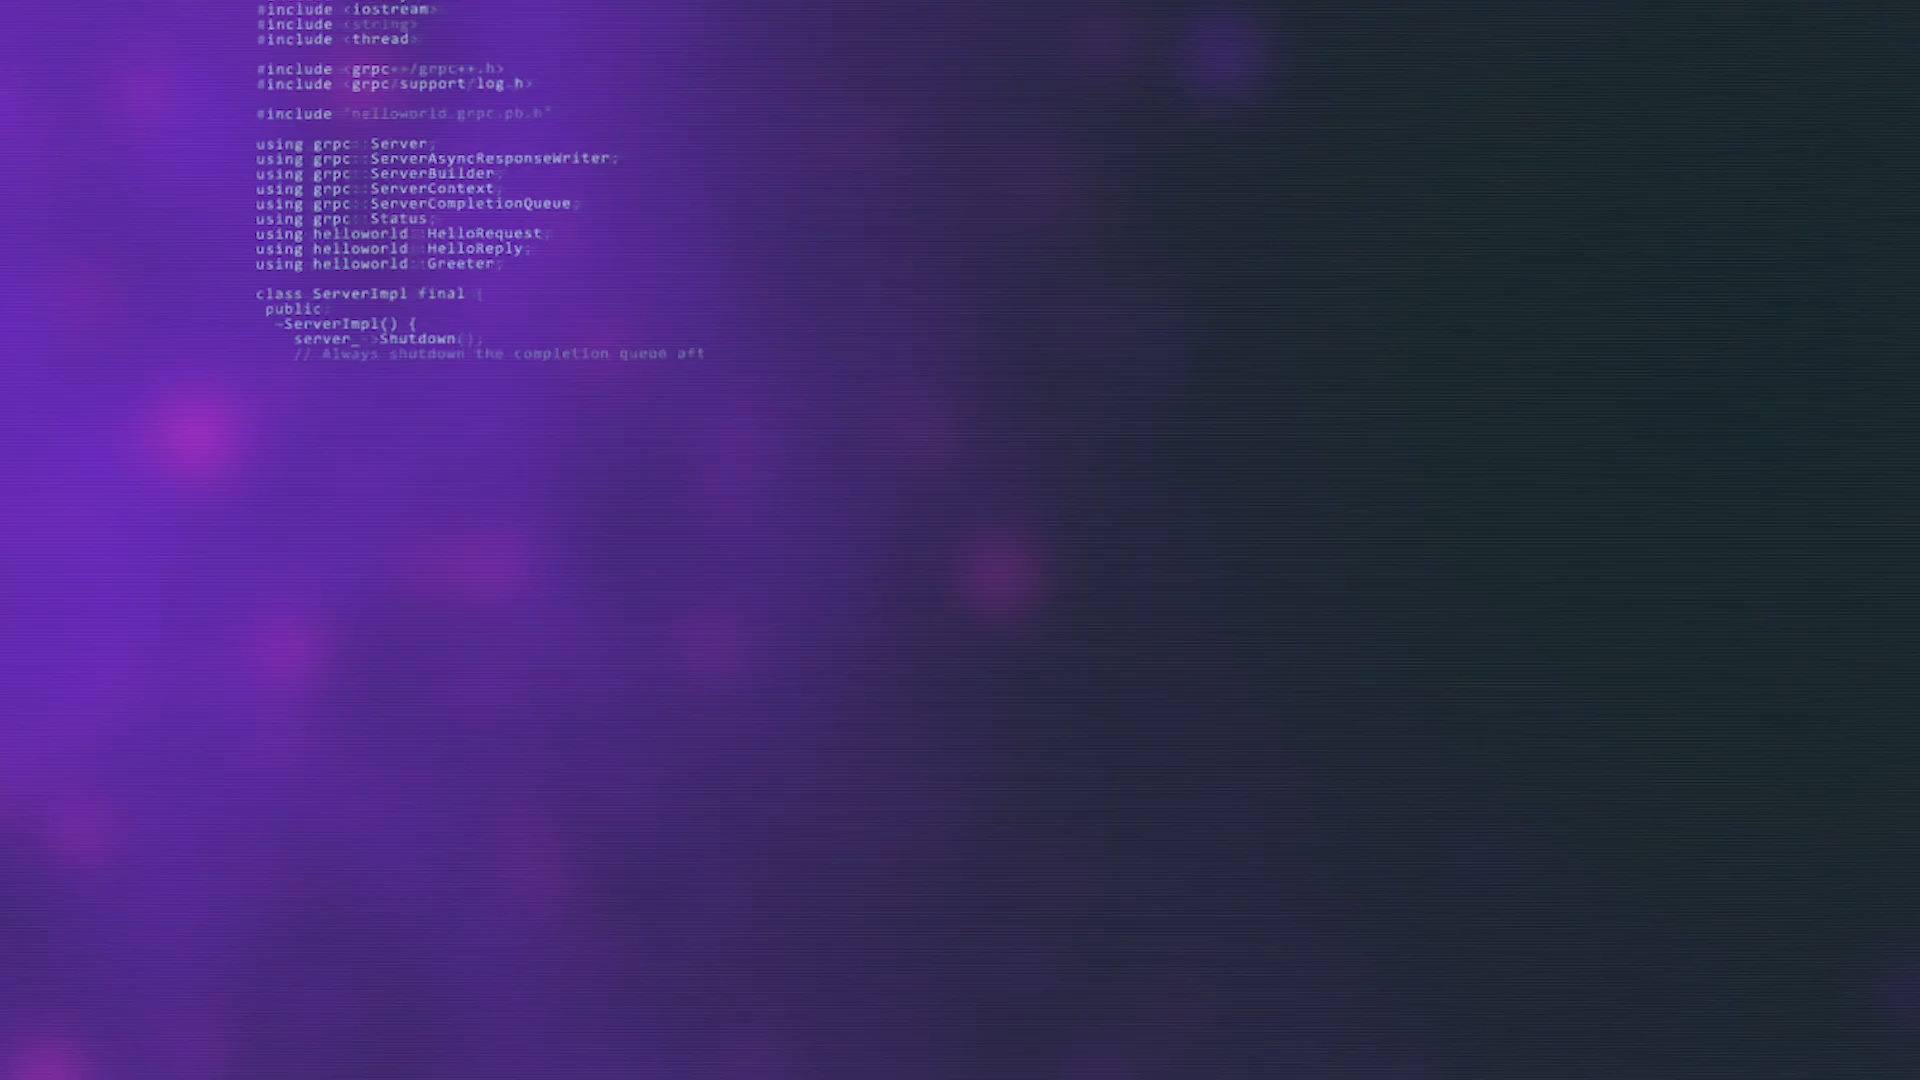 #include <iostream>
#include <string>
#include <thread>
#include <grpc++/grpc++.h>
#include <grpc/support/log.h>
#include "helloworld.grpc.pb.h"
using grpc::Server;
using grpc::ServerAsyncResponseWriter;
using grpc::ServerBuilder;
using grpc::ServerContext;
using grpc::ServerCompletionQueue;
using grpc::Status;
using helloworld::HelloRequest;
using helloworld::HelloReply;
using helloworld::Greeter;
class ServerImpl final {
public:
~ServerImpl() {
server_->Shutdown();
// Always shutdown the completion queue aft